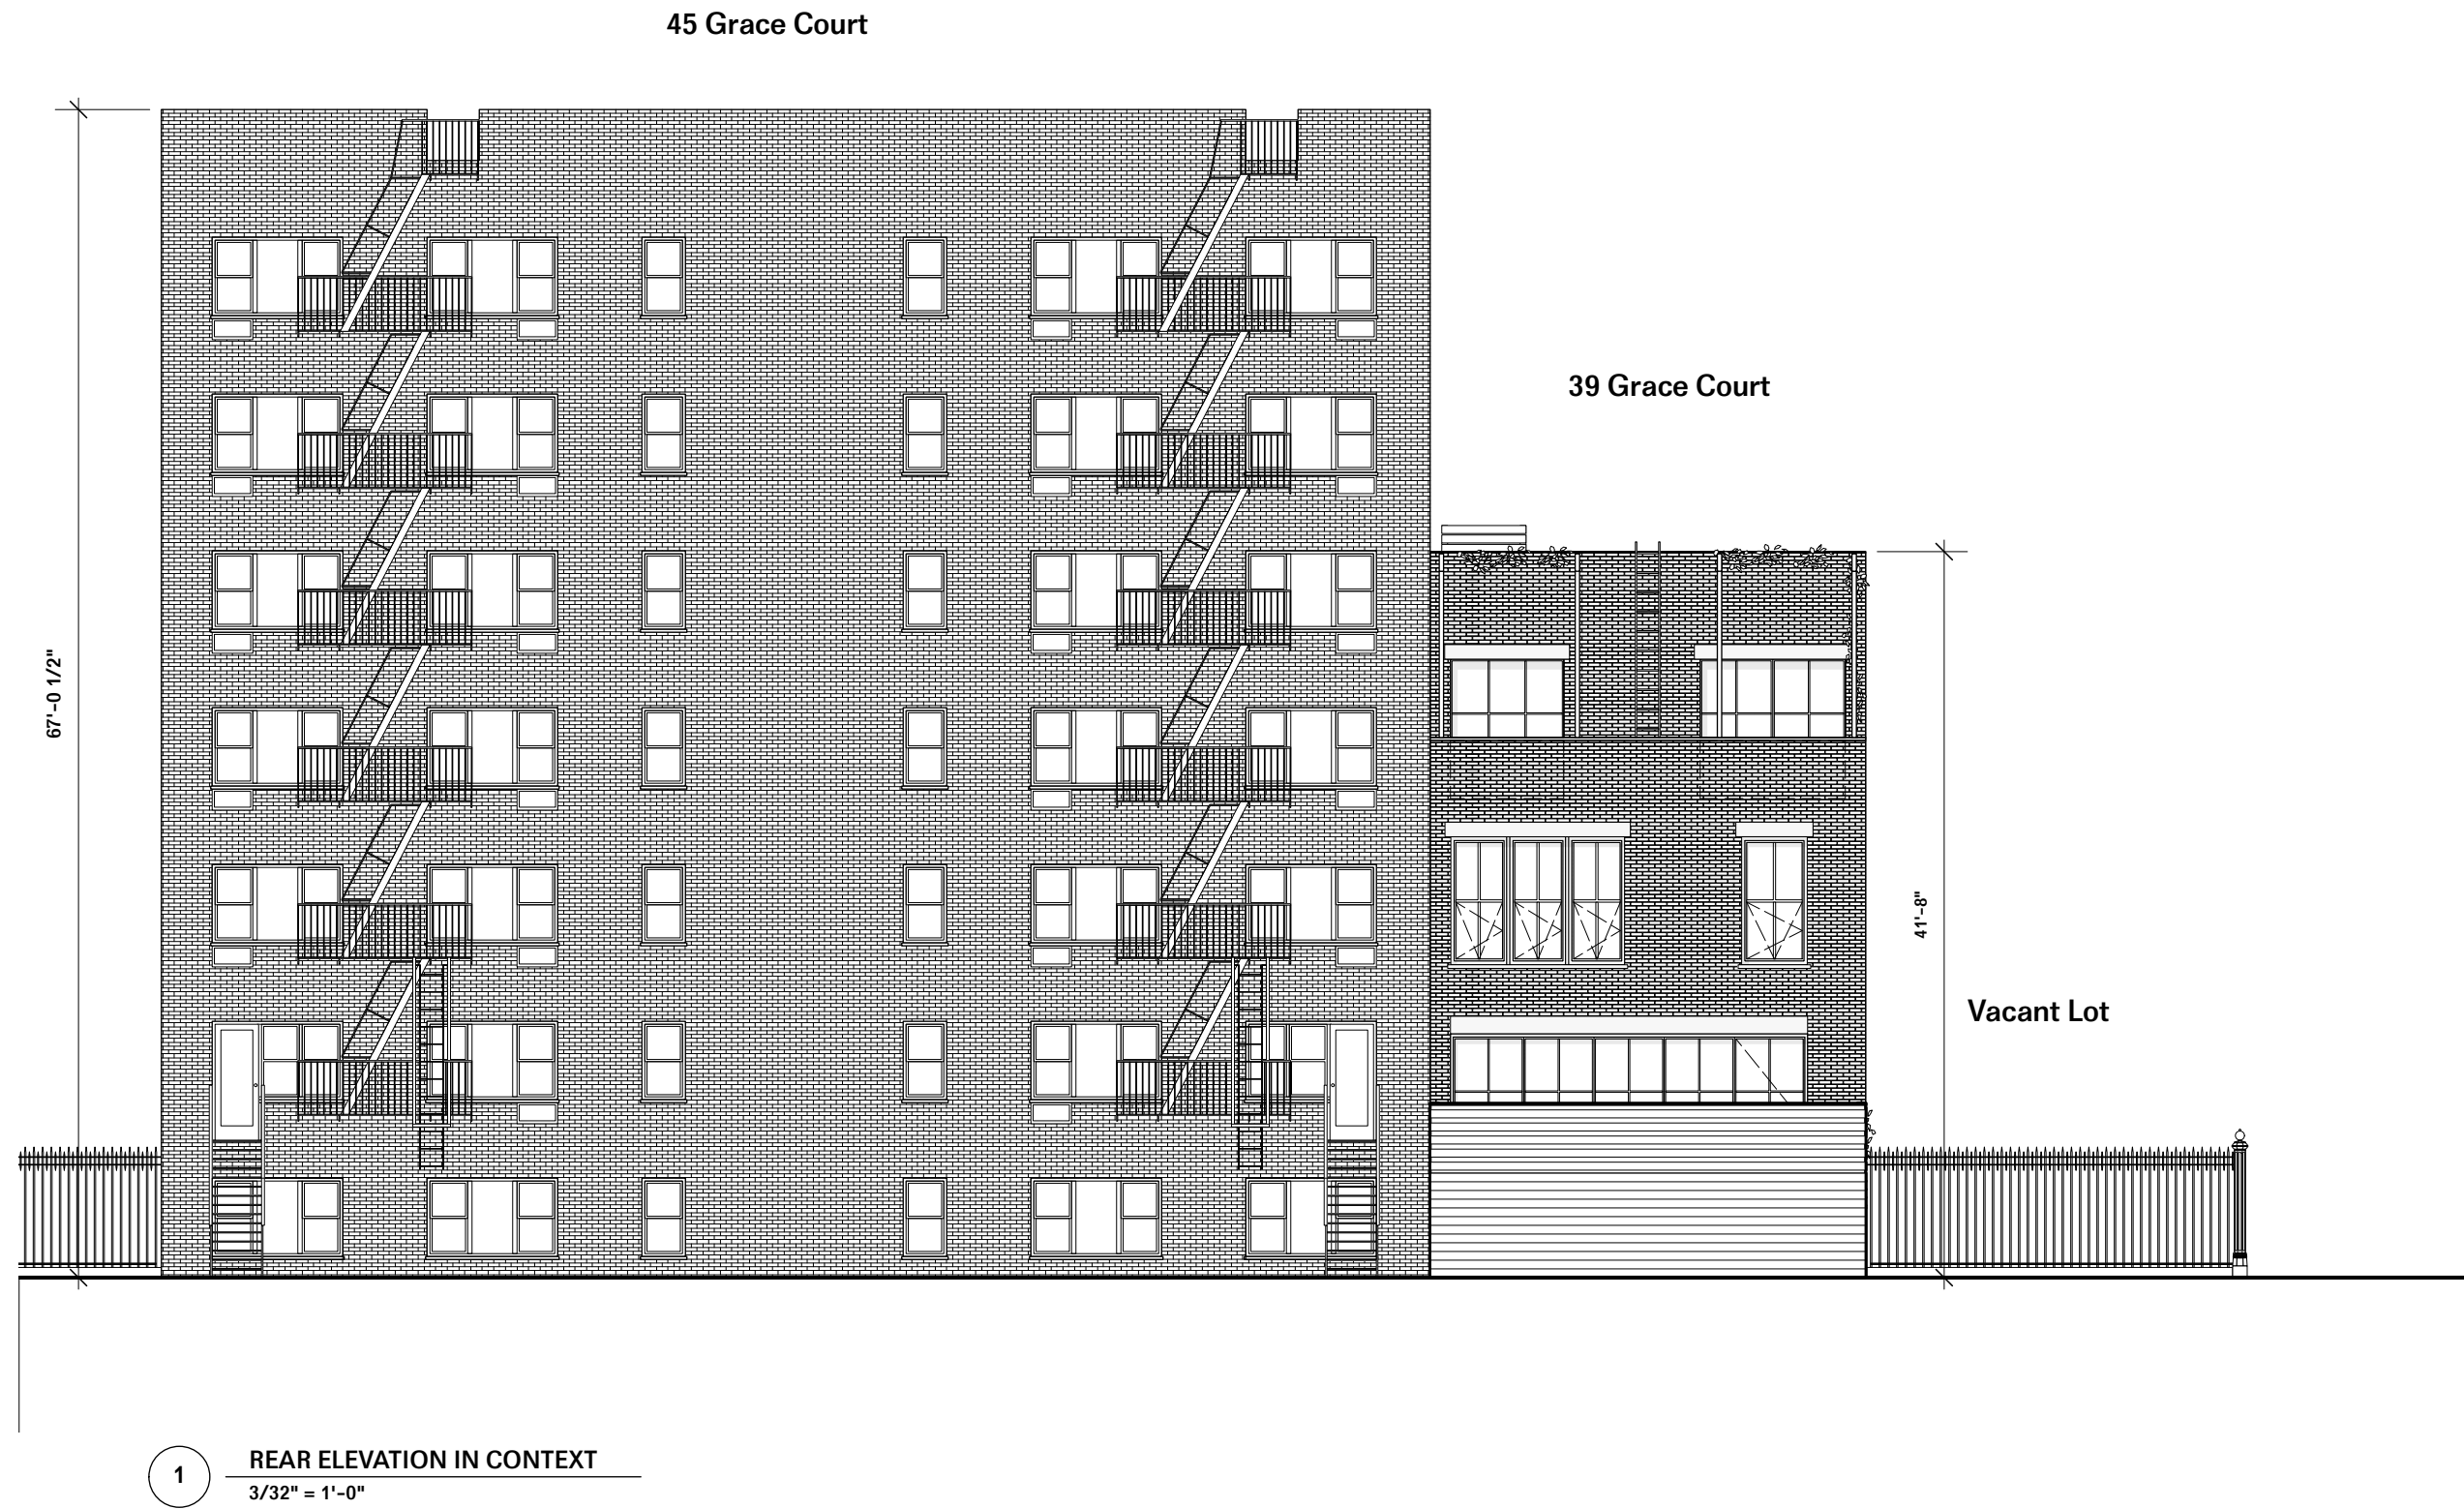 45 Grace Court
39 Grace Court
67'-0 1/2"
41'-8"
Vacant Lot
1
REAR ELEVATION IN CONTEXT
3/32" = 1'-0"